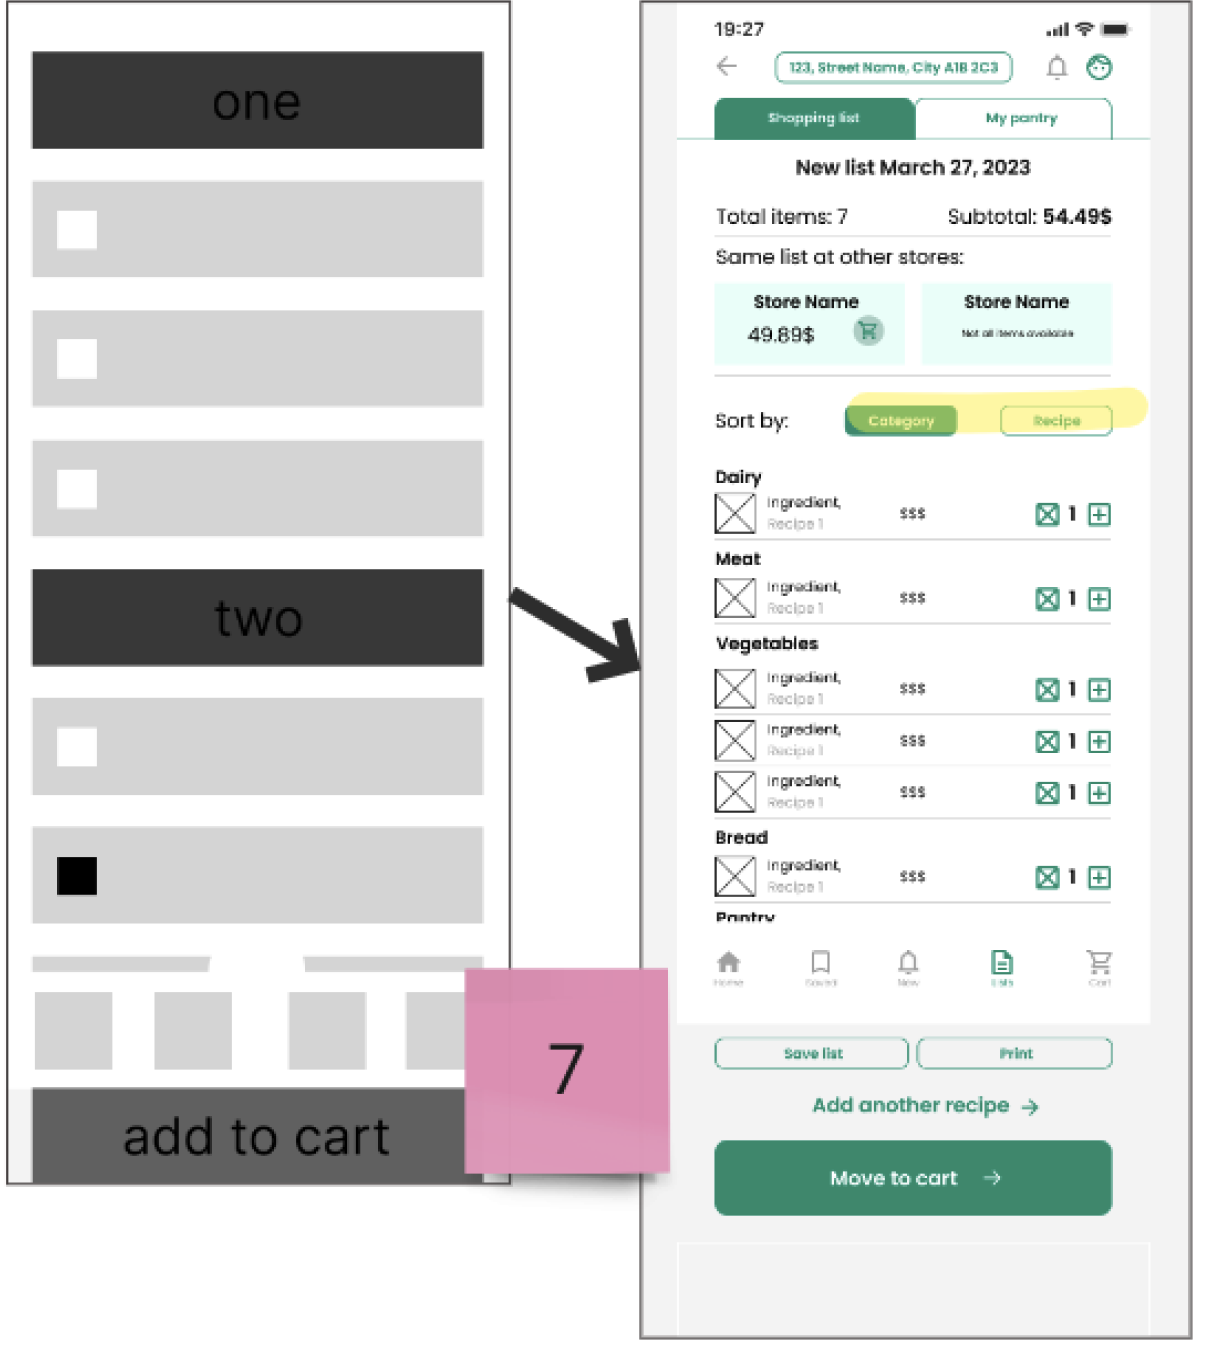 one
two
add to cart
7
19:27
123, Street Name, City A1B 2C3
Shopping list
My pantry
New list March 27, 2023
Total items: 7
Subtotal: 54.49$
Same list at other stores:
Store Name
49.89$
Store Name
Not all items available
Sort by:
Category
Recipe
Dairy
Ingredient,
Recipe 1
$$$
1
Meat
Ingredient,
Recipe 1
$$$
1
Vegetables
Ingredient,
Recipe 1
$$$
1
Ingredient,
Recipe 1
$$$
1
Ingredient,
Recipe 1
$$$
1
Bread
Ingredient,
Recipe 1
$$$
1
Pantry
Home
Saved
New
Lists
Cart
Save list
Print
Add another recipe
Move to cart